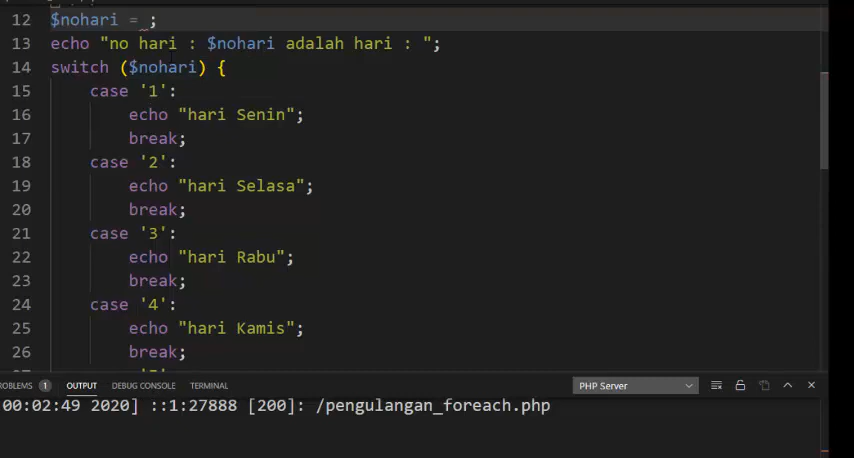 12 $nohari = ;
13 echo "no hari : $nohari adalah hari : ";
14 switch ($nohari) {
15 case '1':
16 echo "hari Senin";
17 break;
18 case '2':
19 echo "hari Selasa";
20 break;
21 case '3':
22 echo "hari Rabu";
23 break;
24 case '4':
25 echo "hari Kamis";
26 break;
ROBLEMS 1 OUTPUT DEBUG CONSOLE TERMINAL PHP Server
00:02:49 2020] ::1:27888 [200]: /pengulangan_foreach.php